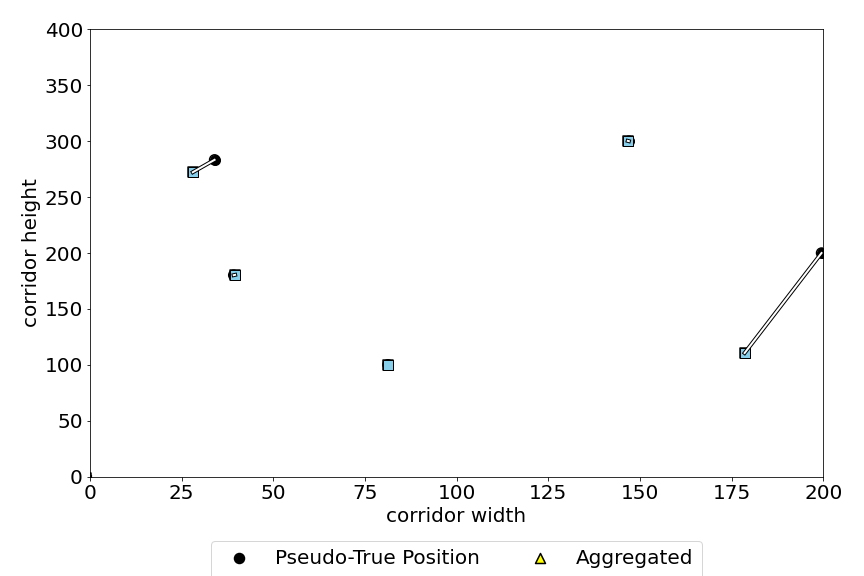 400
350
300
250
200
150
100
50
0
corridor height
0 25 50 75 100 125 150 175 200
corridor width
Pseudo-True Position Aggregated